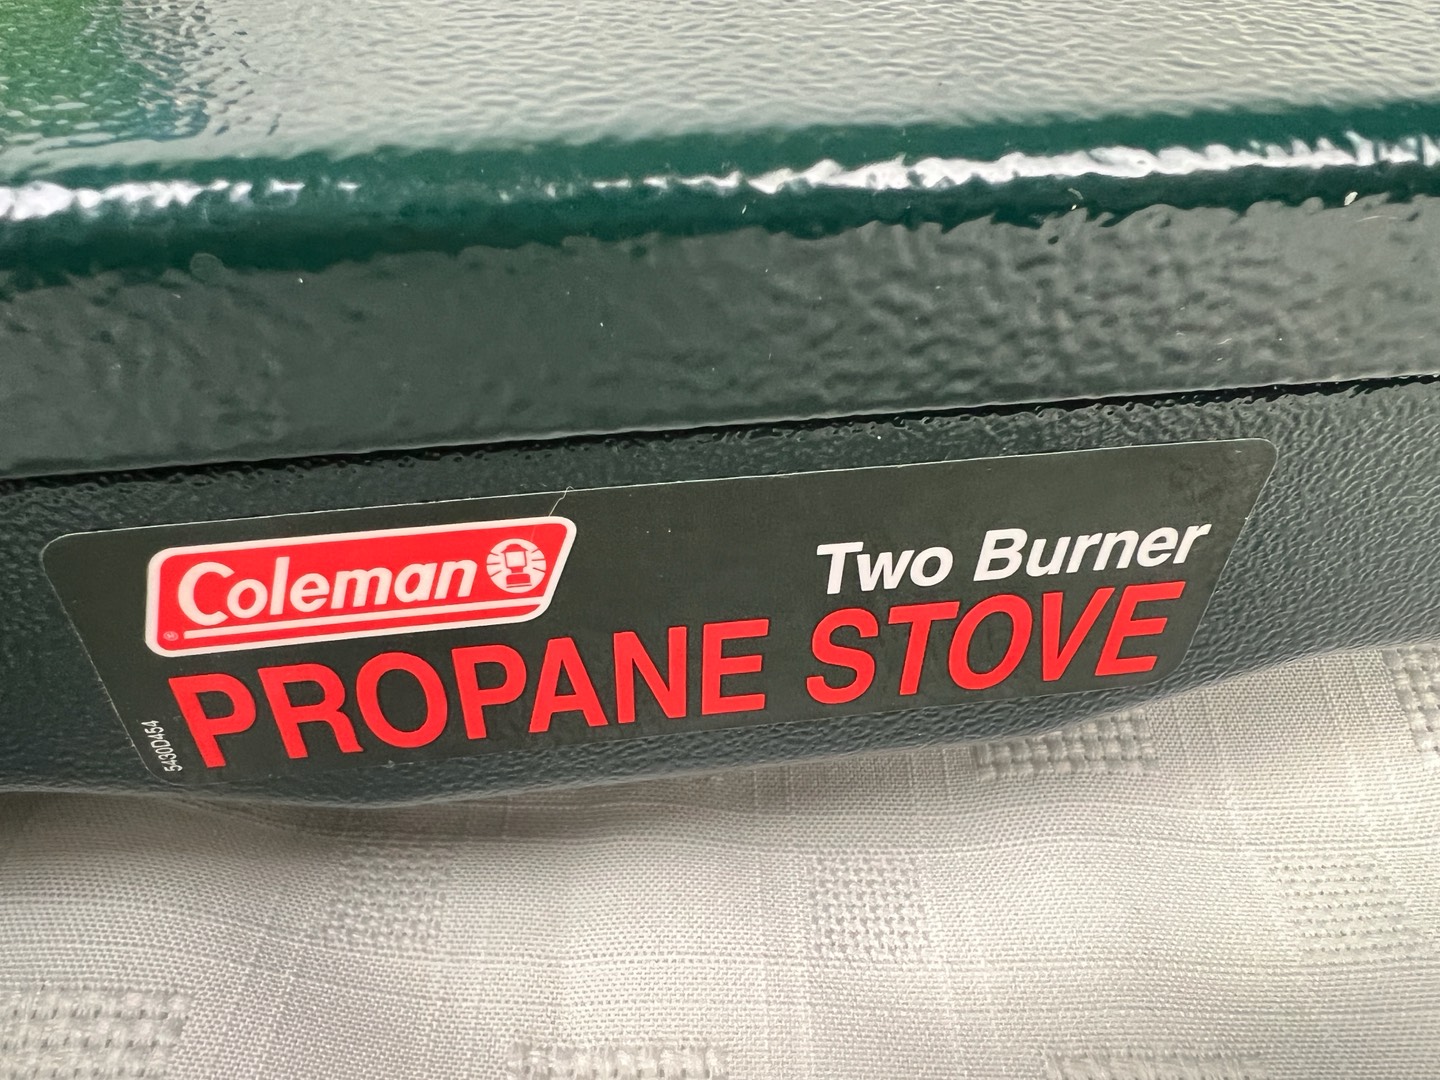 Coleman
Two Burner
PROPANE STOVE
5430D454